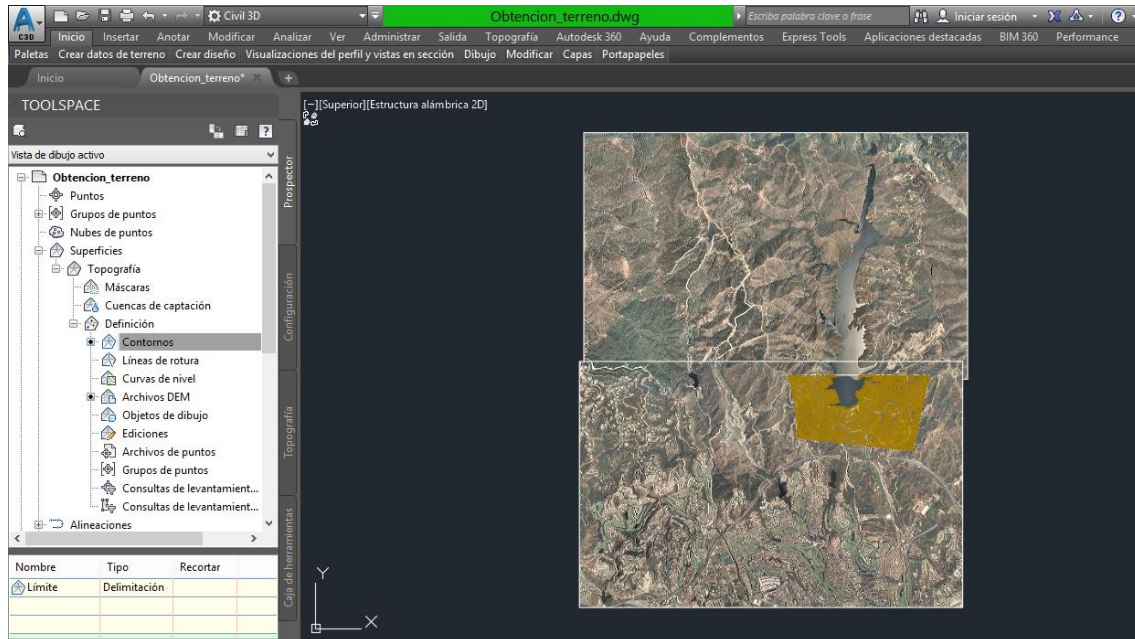 C3D
Civil 3D
Obtencion_terreno.dwg
Escriba palabra clave o frase
Iniciar sesión
Inicio Insertar Anotar Modificar Analizar Ver Administrar Salida Topografía Autodesk 360 Ayuda Complementos Express Tools Aplicaciones destacadas BIM 360 Performance
Paletas Crear datos de terreno Crear diseño Visualizaciones del perfil y vistas en sección Dibujo Modificar Capas Portapapeles
Inicio
Obtencion_terreno*
TOOLSPACE
[−][Superior][Estructura alámbrica 2D]
Vista de dibujo activo
Obtencion_terreno
Puntos
Grupos de puntos
Nubes de puntos
Superficies
Topografía
Máscaras
Cuencas de captación
Definición
Contornos
Líneas de rotura
Curvas de nivel
Archivos DEM
Objetos de dibujo
Ediciones
Archivos de puntos
Grupos de puntos
Consultas de levantamient...
Consultas de levantamient...
Alineaciones
Prospector
Configuración
Topografía
Caja de herramientas
Nombre Tipo Recortar
Límite Delimitación
Y
X